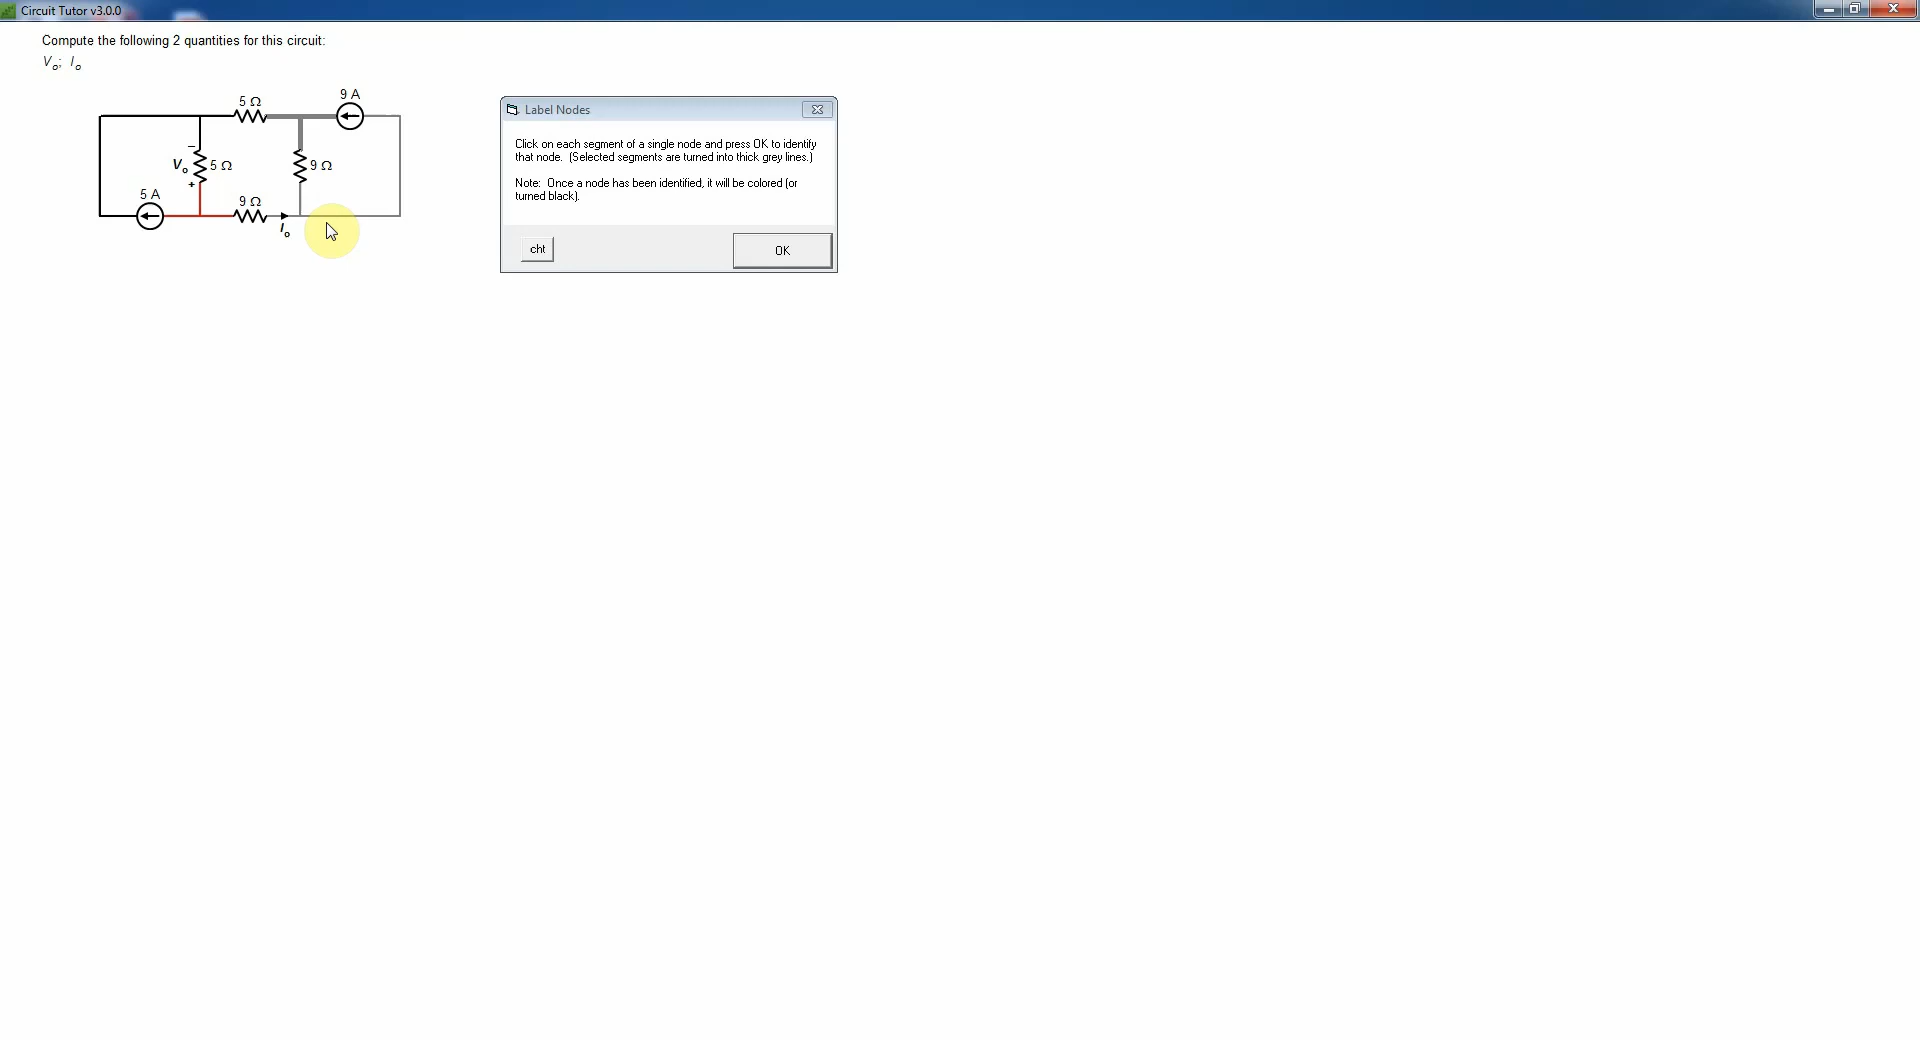 Circuit Tutor v3.0.0
Compute the following 2 quantities for this circuit:
Vo; Io
5 Ω
9 A
−
Vo
5 Ω
9 Ω
+
5 A
9 Ω
Io
Label Nodes
Click on each segment of a single node and press OK to identify
that node. (Selected segments are turned into thick grey lines.)
Note: Once a node has been identified, it will be colored (or
turned black).
cht
OK